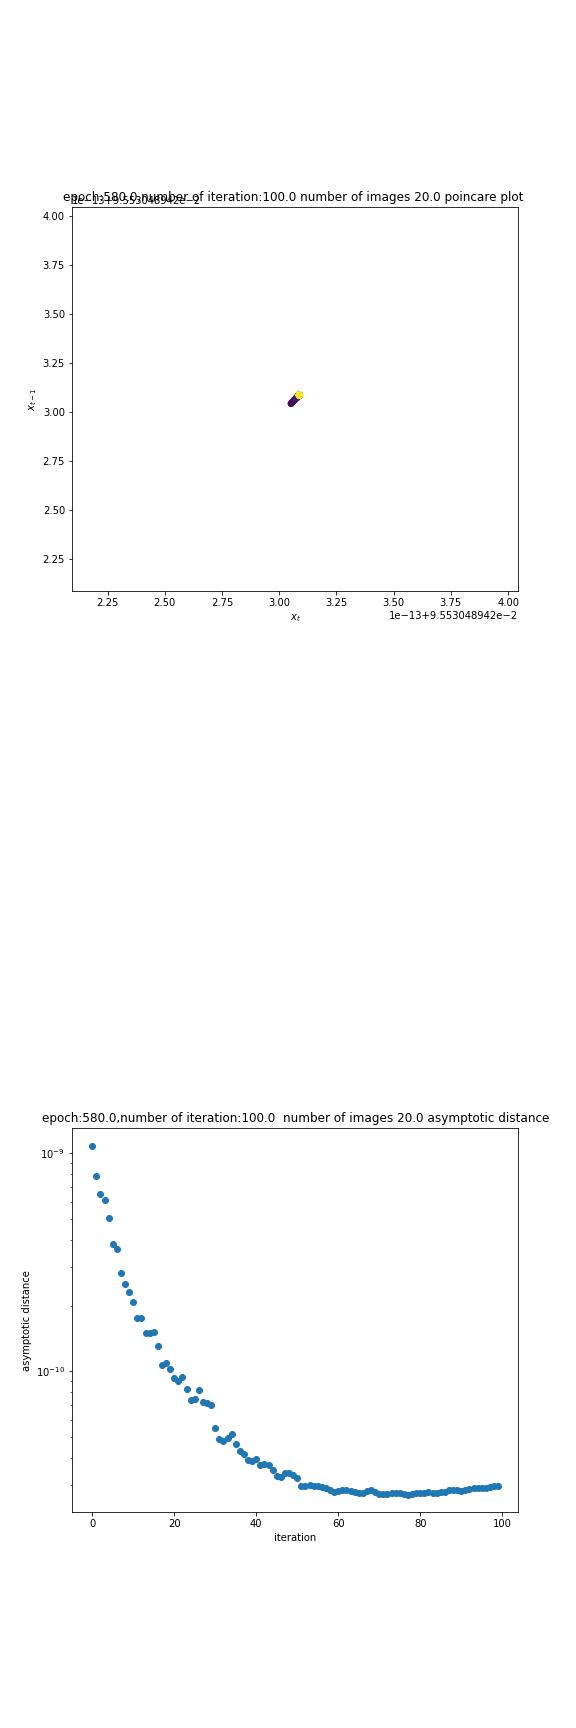 epoch:580.0,number of iteration:100.0 number of images 20.0 poincare plot
1e−13+9.553048942e−2
4.00
3.75
3.50
3.25
3.00
2.75
2.50
2.25
x_{t−1}
2.25 2.50 2.75 3.00 3.25 3.50 3.75 4.00
x_t
1e−13+9.553048942e−2
epoch:580.0,number of iteration:100.0  number of images 20.0 asymptotic distance
10^{−9}
10^{−10}
asymptotic distance
0 20 40 60 80 100
iteration